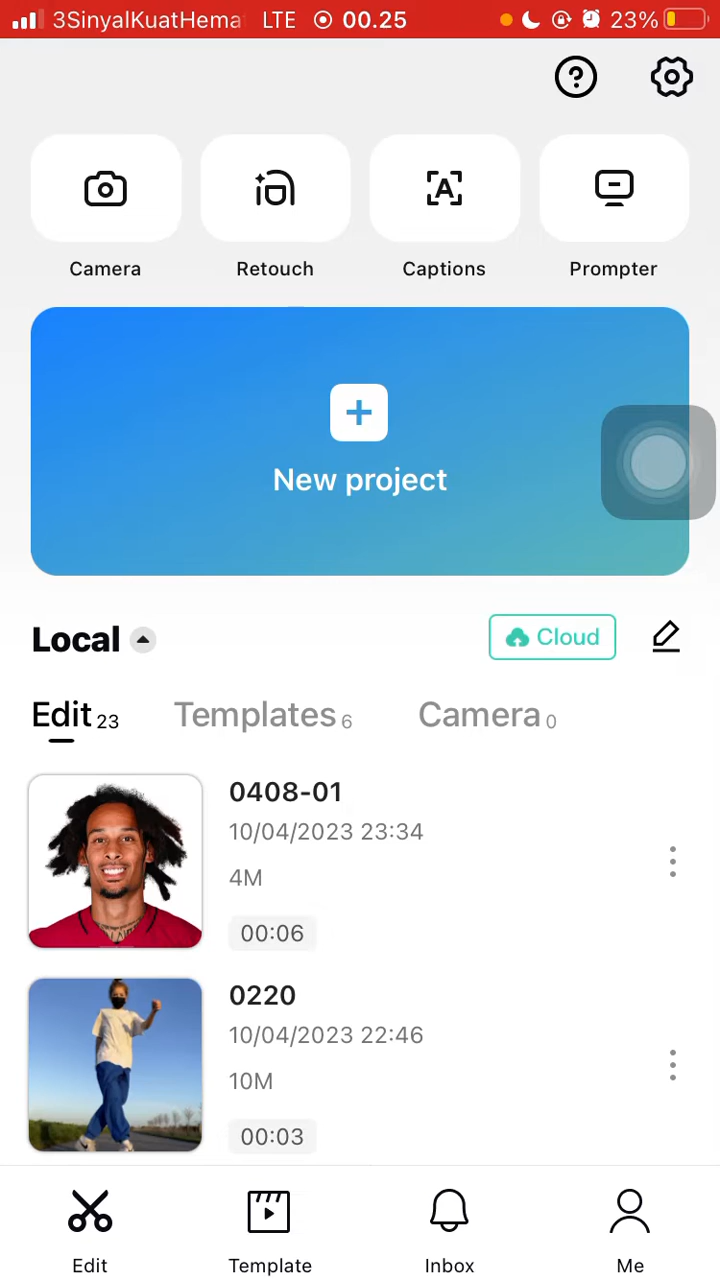 3SinyalKuatHema LTE 00.25 23%
Camera Retouch Captions Prompter
New project
Local Cloud
Edit 23 Templates 6 Camera 0
0408-01
10/04/2023 23:34
4M
00:06
0220
10/04/2023 22:46
10M
00:03
Edit Template Inbox Me